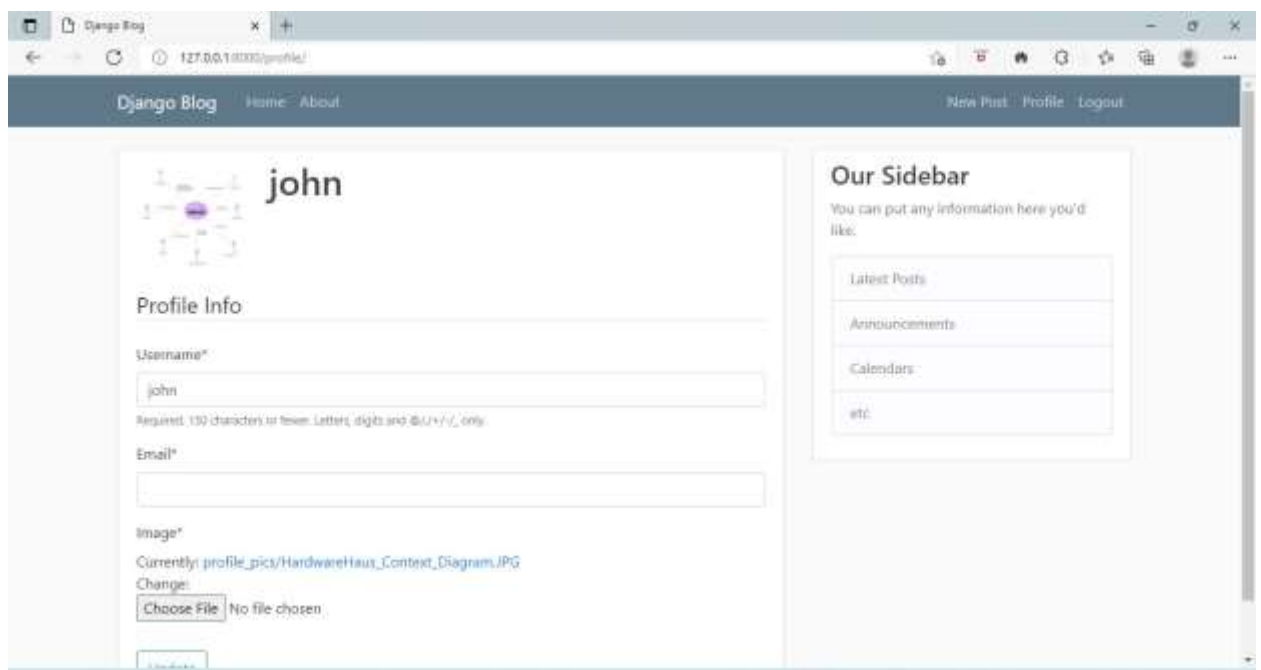 Django Blog
127.0.0.1:8000/profile/
Django Blog Home About New Post Profile Logout
john
Profile Info
Username*
john
Required. 150 characters or fewer. Letters, digits and @/./+/-/_ only.
Email*
Image*
Currently: profile_pics/HardwareHaus_Context_Diagram.JPG
Change:
Choose File No file chosen
Update
Our Sidebar
You can put any information here you'd
like.
Latest Posts
Announcements
Calendars
etc